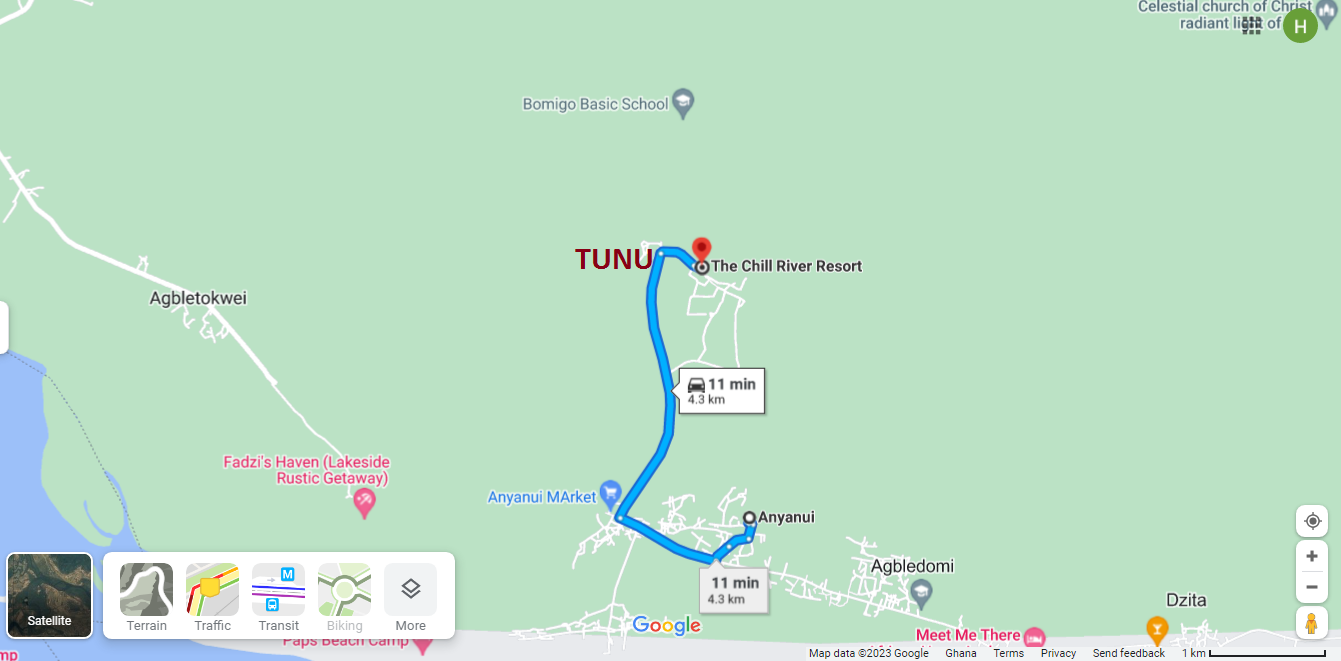 Celestial church of Christ
radiant light of
H
Bomigo Basic School
TUNU
The Chill River Resort
Agbletokwei
11 min
4.3 km
Fadzi's Haven (Lakeside
Rustic Getaway)
Anyanui MArket
Anyanui
Agbledomi
11 min
4.3 km
Dzita
Satellite
Terrain
Traffic
M
Transit
Biking
More
Google
Paps Beach Camp
Meet Me There
mp
Map data ©2023 Google Ghana Terms Privacy Send feedback 1 km